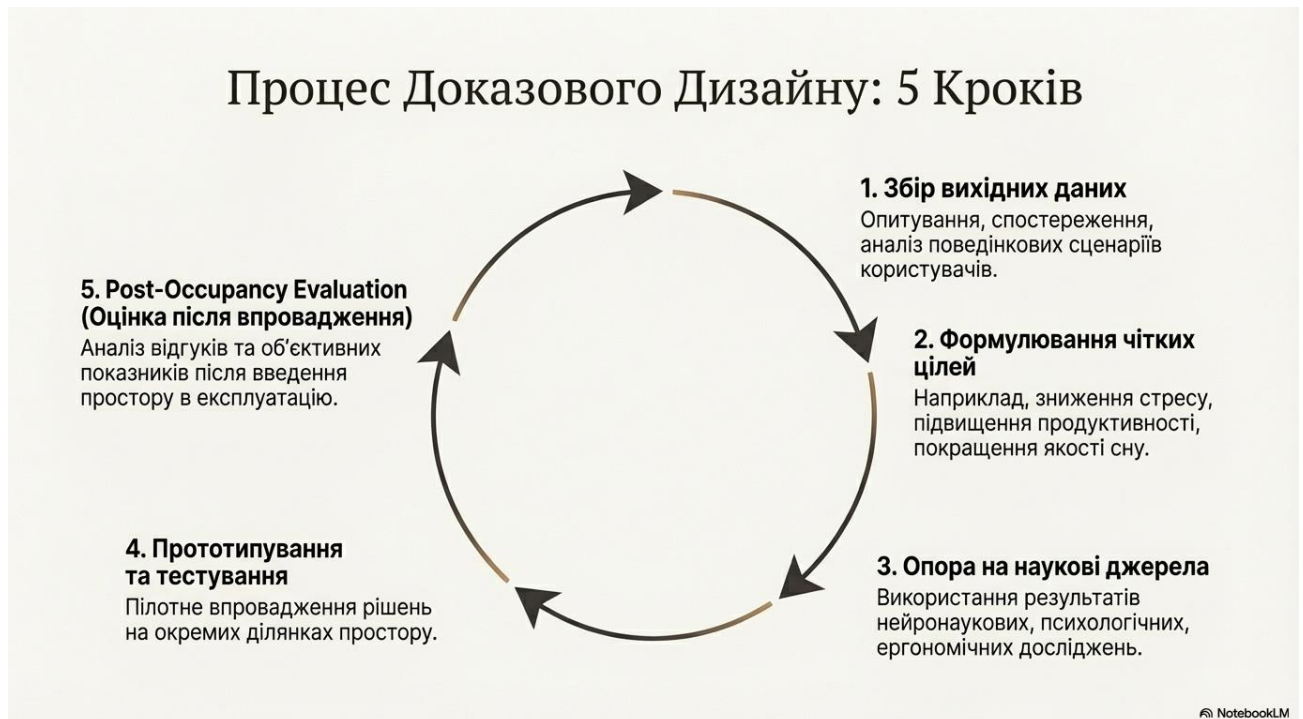 Процес Доказового Дизайну: 5 Кроків
1. Збір вихідних даних
Опитування, спостереження,
аналіз поведінкових сценаріїв
користувачів.
2. Формулювання чітких
цілей
Наприклад, зниження стресу,
підвищення продуктивності,
покращення якості сну.
3. Опора на наукові джерела
Використання результатів
нейронаукових, психологічних,
ергономічних досліджень.
4. Прототипування
та тестування
Пілотне впровадження рішень
на окремих ділянках простору.
5. Post-Occupancy Evaluation
(Оцінка після впровадження)
Аналіз відгуків та об’єктивних
показників після введення
простору в експлуатацію.
NotebookLM